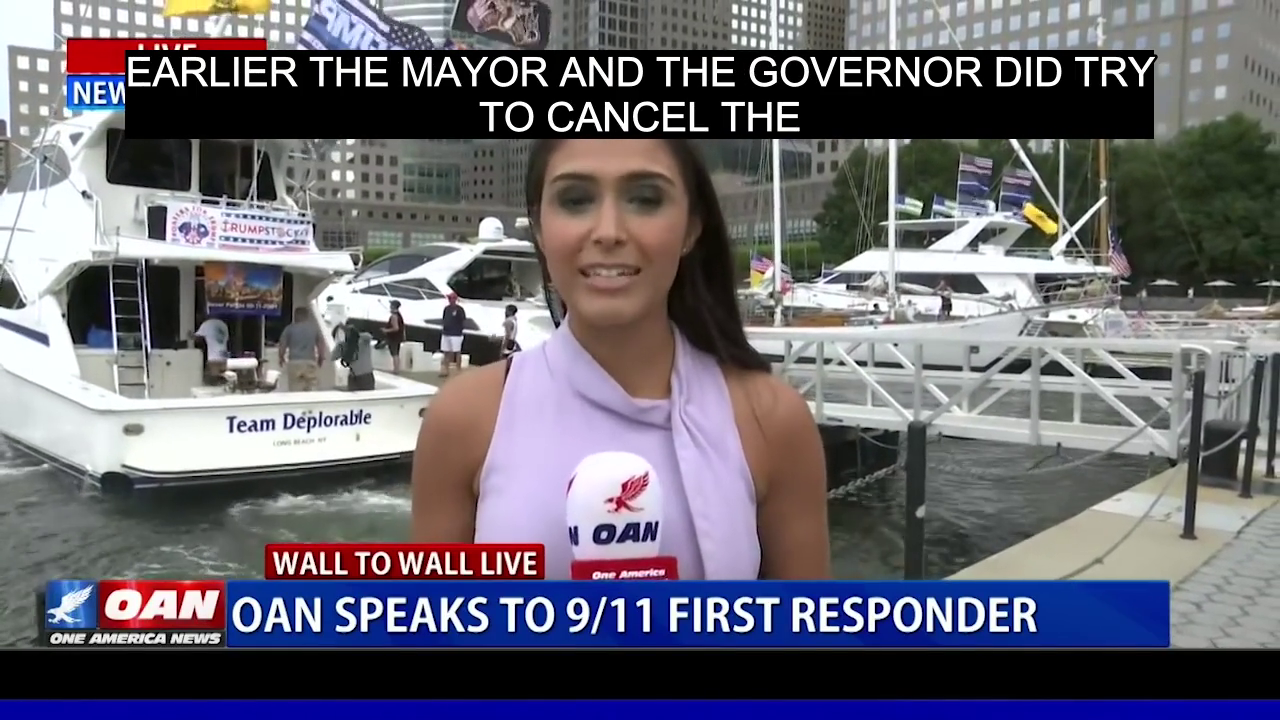 LIVE
NEW
EARLIER THE MAYOR AND THE GOVERNOR DID TRY
TO CANCEL THE
TRUMPSTOCK
Team Deplorable
LONG BEACH, NY
N OAN
One America
WALL TO WALL LIVE
OAN
ONE AMERICA NEWS
OAN SPEAKS TO 9/11 FIRST RESPONDER